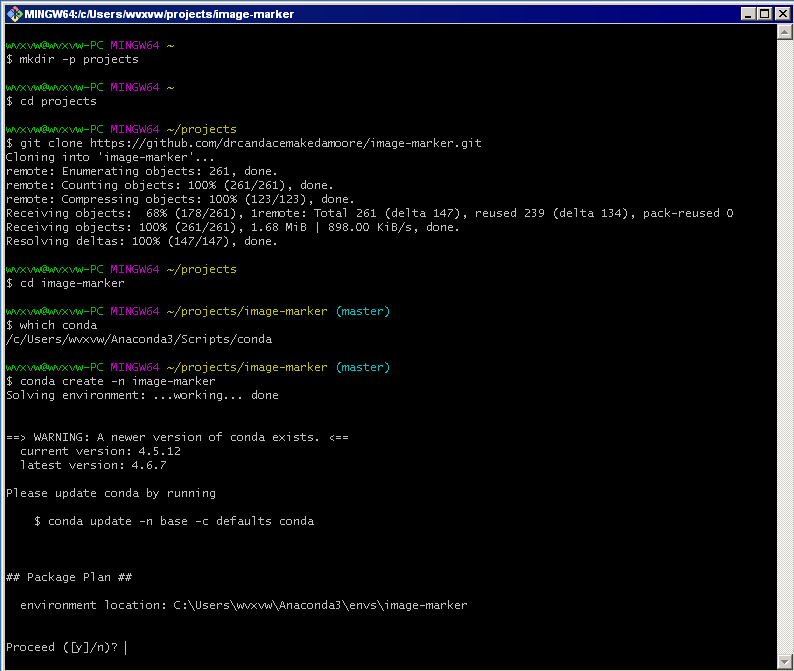 MINGW64:/c/Users/wvxvw/projects/image-marker
wvxvw@wvxvw-PC MINGW64 ~
$ mkdir -p projects
wvxvw@wvxvw-PC MINGW64 ~
$ cd projects
wvxvw@wvxvw-PC MINGW64 ~/projects
$ git clone https://github.com/drcandacemakedamoore/image-marker.git
Cloning into 'image-marker'...
remote: Enumerating objects: 261, done.
remote: Counting objects: 100% (261/261), done.
remote: Compressing objects: 100% (123/123), done.
Receiving objects:  68% (178/261), 1remote: Total 261 (delta 147), reused 239 (delta 134), pack-reused 0
Receiving objects: 100% (261/261), 1.68 MiB | 898.00 KiB/s, done.
Resolving deltas: 100% (147/147), done.
wvxvw@wvxvw-PC MINGW64 ~/projects
$ cd image-marker
wvxvw@wvxvw-PC MINGW64 ~/projects/image-marker (master)
$ which conda
/c/Users/wvxvw/Anaconda3/Scripts/conda
wvxvw@wvxvw-PC MINGW64 ~/projects/image-marker (master)
$ conda create -n image-marker
Solving environment: ...working... done
==> WARNING: A newer version of conda exists. <==
current version: 4.5.12
latest version: 4.6.7
Please update conda by running
$ conda update -n base -c defaults conda
## Package Plan ##
environment location: C:\Users\wvxvw\Anaconda3\envs\image-marker
Proceed ([y]/n)?